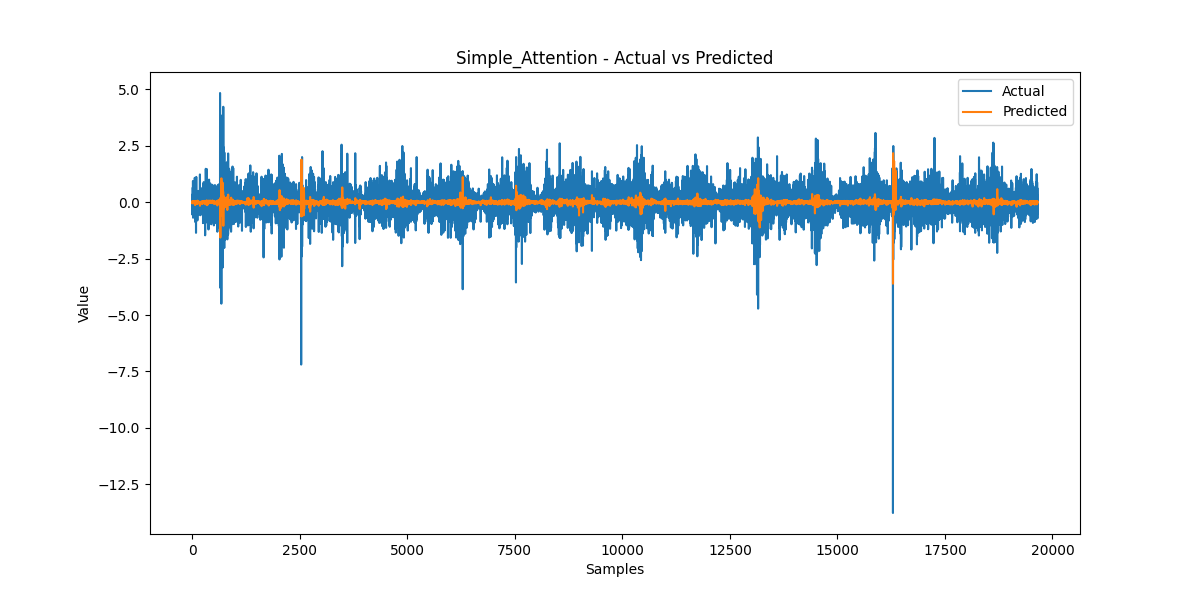 Simple_Attention - Actual vs Predicted
Actual
Predicted
5.0
2.5
0.0
−2.5
−5.0
−7.5
−10.0
−12.5
Value
0 2500 5000 7500 10000 12500 15000 17500 20000
Samples